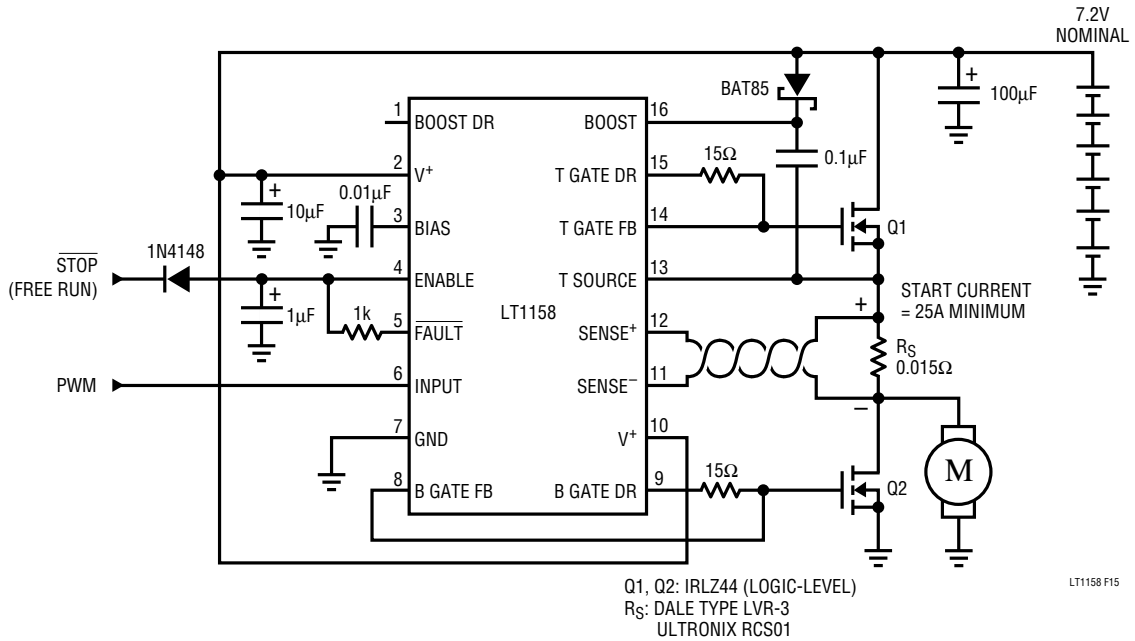 7.2V
NOMINAL
BAT85
+
100µF
1
BOOST DR
BOOST
16
15Ω
0.1µF
2
V+
T GATE DR
15
0.01µF
+
10µF
3
BIAS
T GATE FB
14
Q1
STOP
(FREE RUN)
1N4148
4
ENABLE
T SOURCE
13
LT1158
START CURRENT
= 25A MINIMUM
+
1µF
1k
5
FAULT
SENSE+
12
+
RS
0.015Ω
PWM
6
INPUT
SENSE−
11
−
7
GND
V+
10
M
8
B GATE FB
B GATE DR
9
15Ω
Q2
Q1, Q2: IRLZ44 (LOGIC-LEVEL)
RS: DALE TYPE LVR-3
ULTRONIX RCS01
LT1158 F15